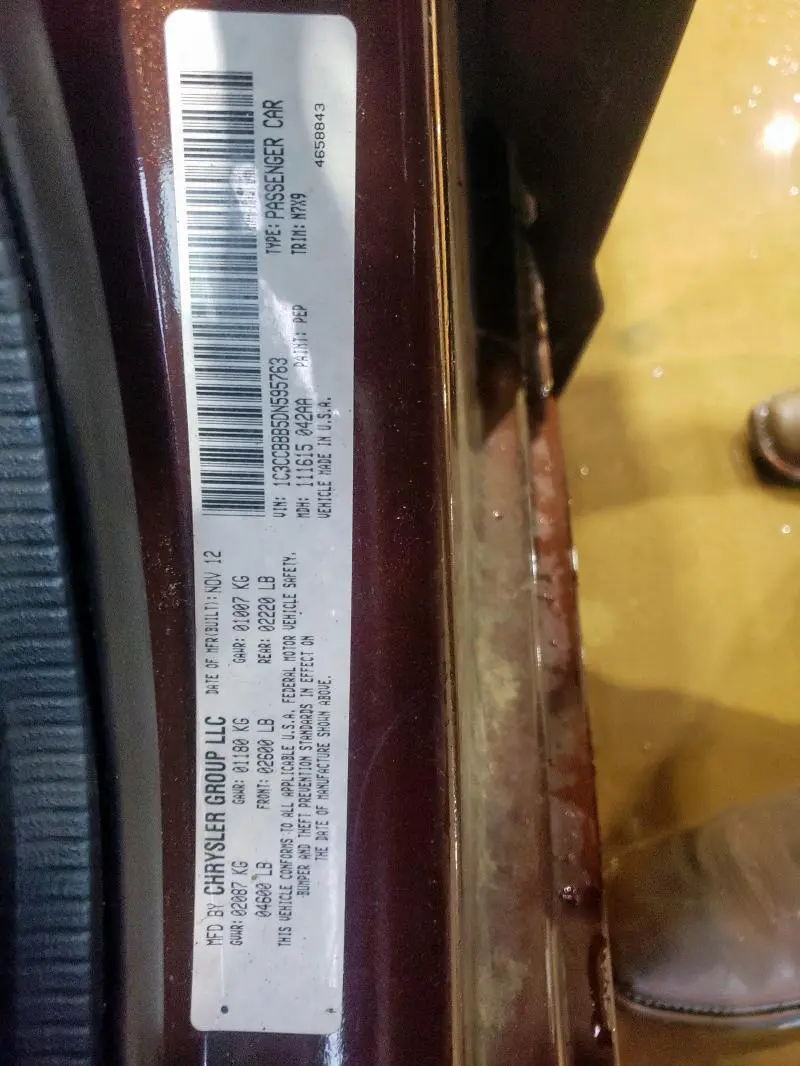 MFD BY CHRYSLER GROUP LLC DATE OF MFR(BUILT): NOV 12
GVWR: 02087 KG GAWR: 01180 KG GAWR: 01007 KG
04600 LB FRONT: 02600 LB REAR: 02220 LB
THIS VEHICLE CONFORMS TO ALL APPLICABLE U.S.A. FEDERAL MOTOR VEHICLE SAFETY,
BUMPER AND THEFT PREVENTION STANDARDS IN EFFECT ON
THE DATE OF MANUFACTURE SHOWN ABOVE.
VIN: 1C3CCBBB5DN595763 TYPE: PASSENGER CAR
MDH: 111615 042AA PAINT: PEP TRIM: N7X9
VEHICLE MADE IN U.S.A. 4658843